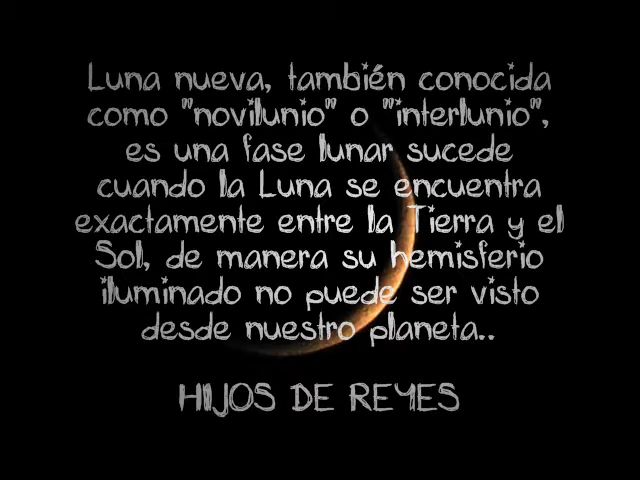 Luna nueva, también conocida
como "novilunio" o "interlunio",
es una fase lunar sucede
cuando la Luna se encuentra
exactamente entre la Tierra y el
Sol, de manera su hemisferio
iluminado no puede ser visto
desde nuestro planeta..
HIJOS DE REYES